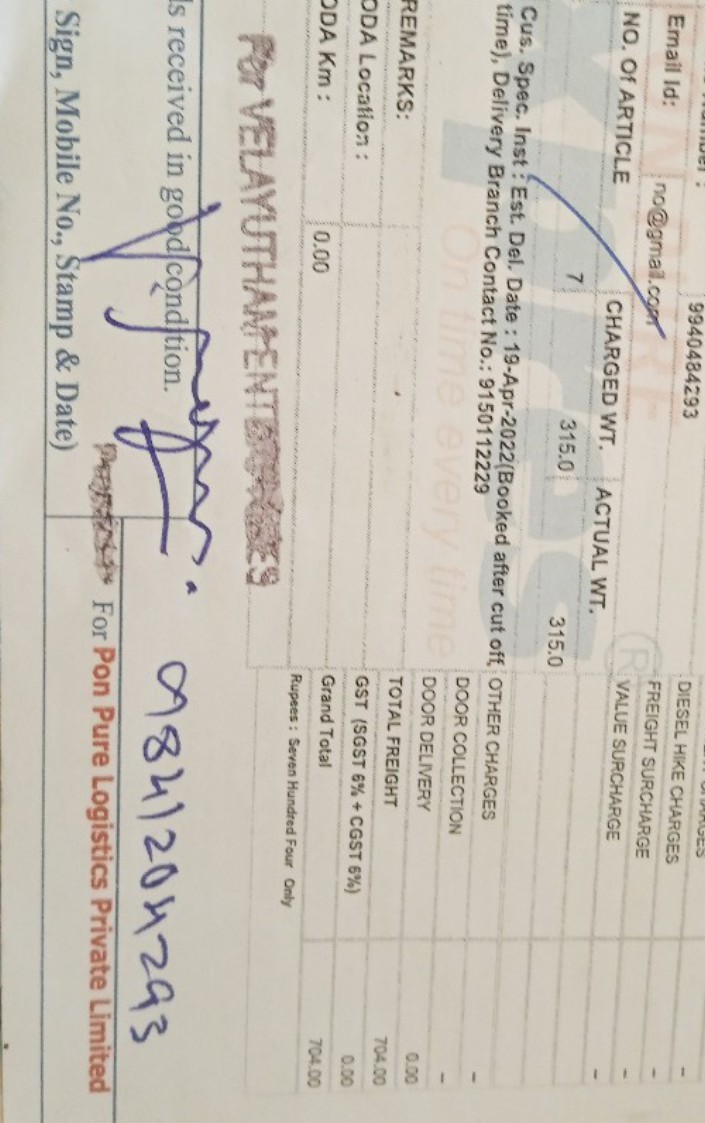 9940484293
Email Id: no@gmail.com
NO. Of ARTICLE CHARGED WT. ACTUAL WT.
7 315.0 315.0
Cus. Spec. Inst : Est. Del. Date : 19-Apr-2022(Booked after cut off
time), Delivery Branch Contact No.: 9150112229
On time every time
REMARKS:
ODA Location :
ODA Km : 0.00
DIESEL HIKE CHARGES -
FREIGHT SURCHARGE -
VALUE SURCHARGE -
-
OTHER CHARGES
DOOR COLLECTION -
DOOR DELIVERY -
0.00
TOTAL FREIGHT 704.00
GST (SGST 6% + CGST 6%) 0.00
Grand Total 704.00
Rupees : Seven Hundred Four Only
For VELAYUTHAM ENTERPRISES
ls received in good condition.
9841204293
Sign, Mobile No., Stamp & Date)
For Pon Pure Logistics Private Limited